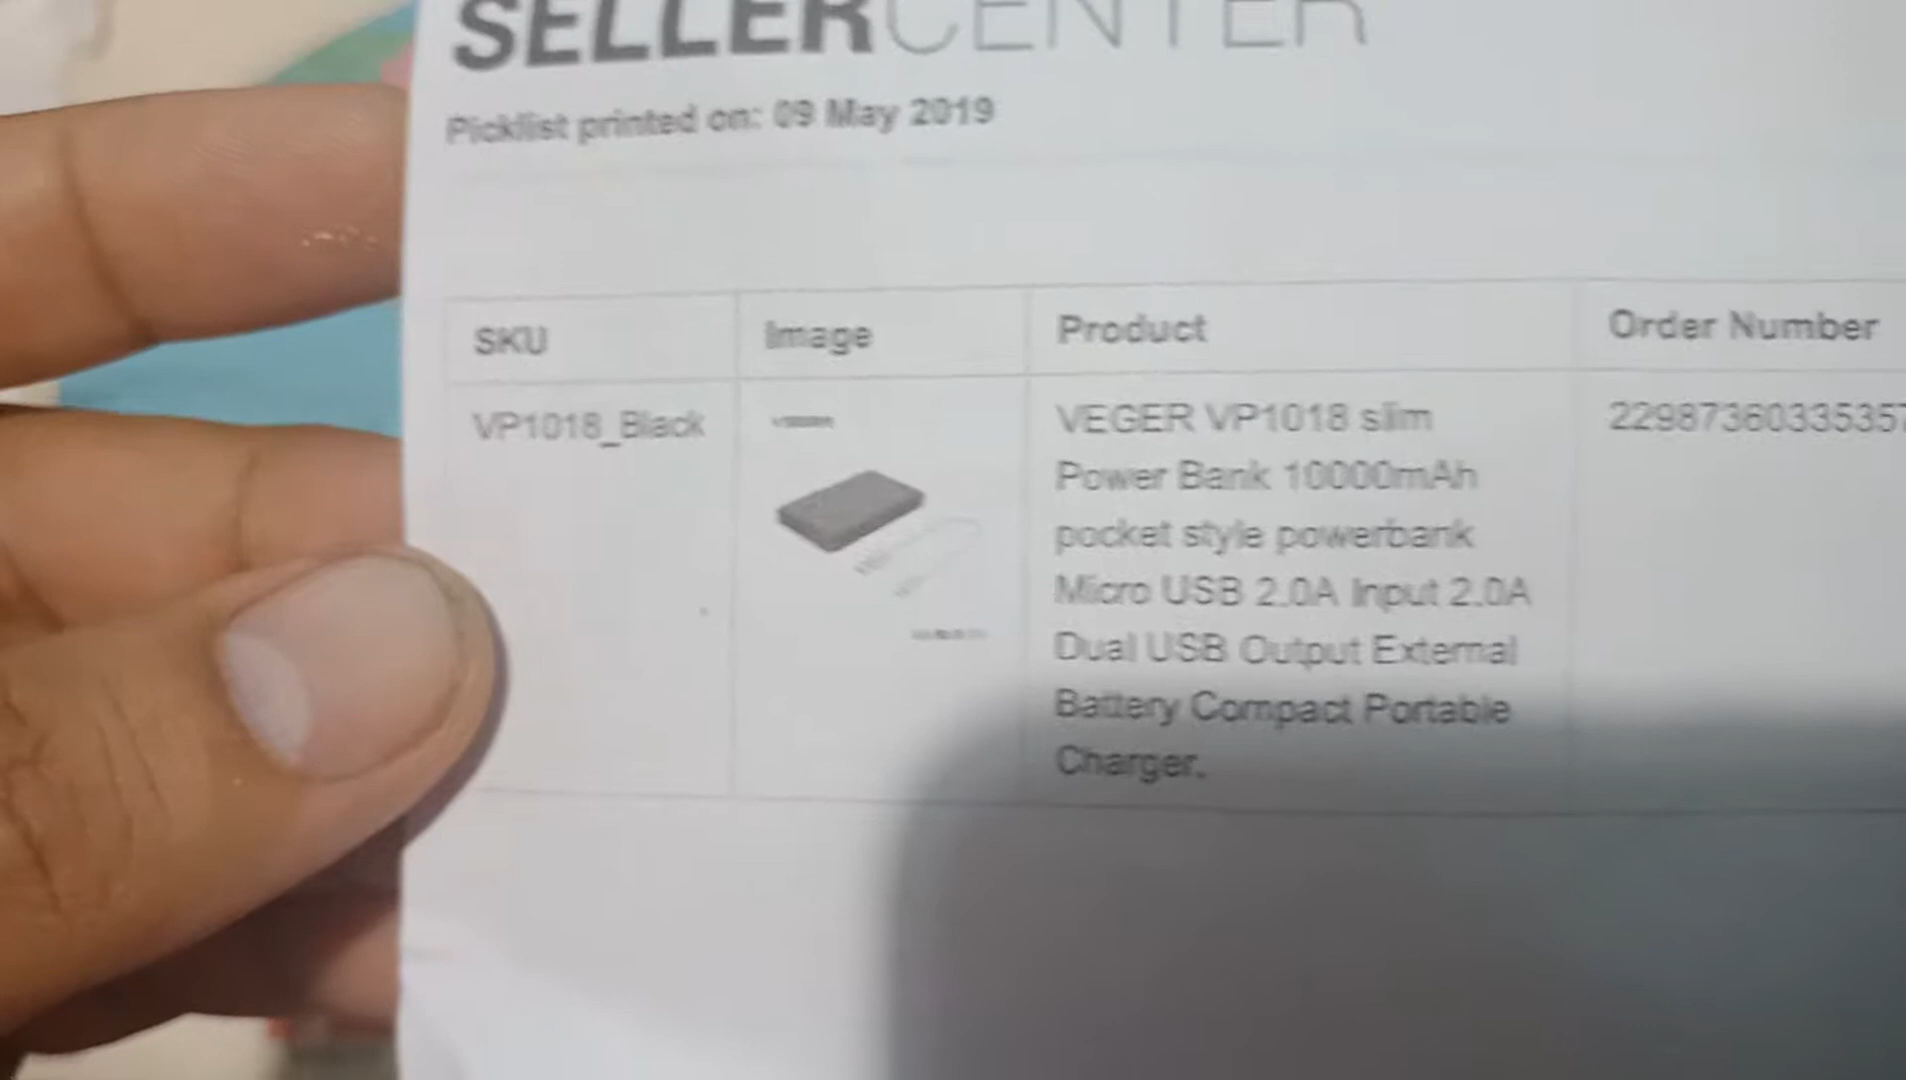 SELLERCENTER
Picklist printed on: 09 May 2019
SKU Image Product Order Number
VP1018_Black VEGER VP1018 slim 229873603353357
Power Bank 10000mAh
pocket style powerbank
Micro USB 2.0A Input 2.0A
Dual USB Output External
Battery Compact Portable
Charger.